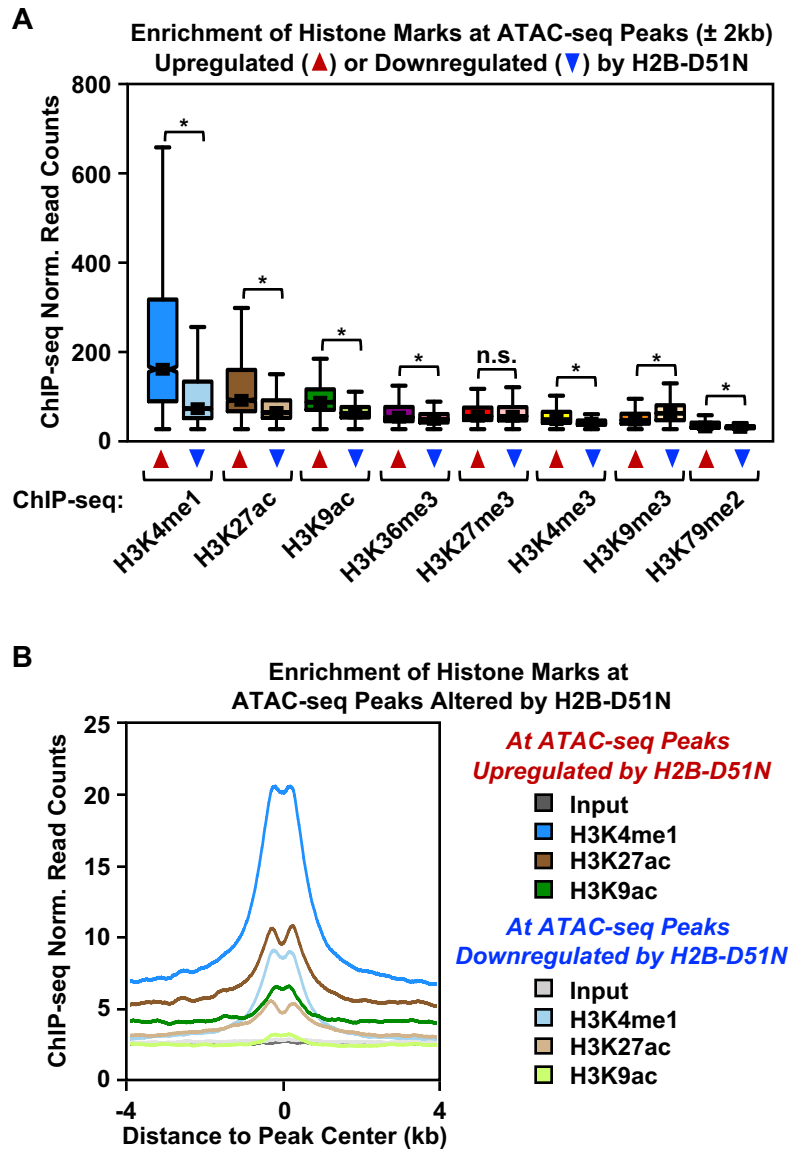 A
Enrichment of Histone Marks at ATAC-seq Peaks (± 2kb)
Upregulated (▲) or Downregulated (▼) by H2B-D51N
ChIP-seq Norm. Read Counts
800
600
400
200
0
*
*
*
*
n.s.
*
*
*
ChIP-seq:
H3K4me1
H3K27ac
H3K9ac
H3K36me3
H3K27me3
H3K4me3
H3K9me3
H3K79me2
B
Enrichment of Histone Marks at
ATAC-seq Peaks Altered by H2B-D51N
ChIP-seq Norm. Read Counts
25
20
15
10
5
0
-4
0
4
Distance to Peak Center (kb)
At ATAC-seq Peaks
Upregulated by H2B-D51N
Input
H3K4me1
H3K27ac
H3K9ac
At ATAC-seq Peaks
Downregulated by H2B-D51N
Input
H3K4me1
H3K27ac
H3K9ac